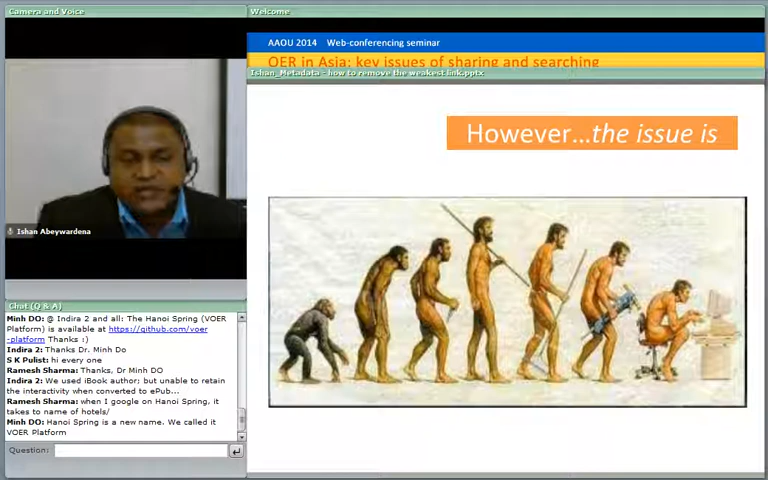 Camera and Voice
Welcome
AAOU 2014 Web-conferencing seminar
OER in Asia: key issues of sharing and searching
Ishan_Metadata - how to remove the weakest link.pptx
However...the issue is
Ishan Abeywardena
Chat (Q & A)
Minh DO: @ Indira 2 and all: The Hanoi Spring (VOER
Platform) is available at https://github.com/voer
-platform Thanks :)
Indira 2: Thanks Dr. Minh Do
S K Pulist: hi every one
Ramesh Sharma: Thanks, Dr Minh DO
Indira 2: We used iBook author; but unable to retain
the interactivity when converted to ePub...
Ramesh Sharma: when I google on Hanoi Spring, it
takes to name of hotels/
Minh DO: Hanoi Spring is a new name. We called it
VOER Platform
Question: